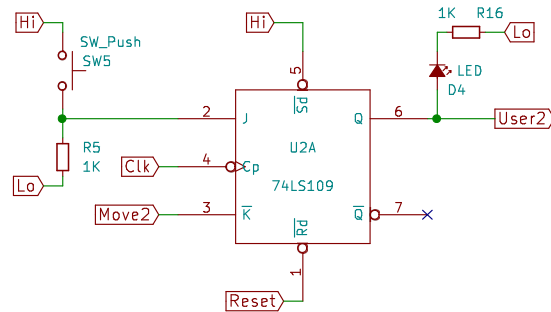 Hi
Hi
1K R16
Lo
SW_Push
SW5
LED
D4
5
Sd
2
J
Q
6
User2
R5
1K
U2A
Clk
4
Cp
74LS109
Lo
Move2
3
K
Q
7
Rd
1
Reset